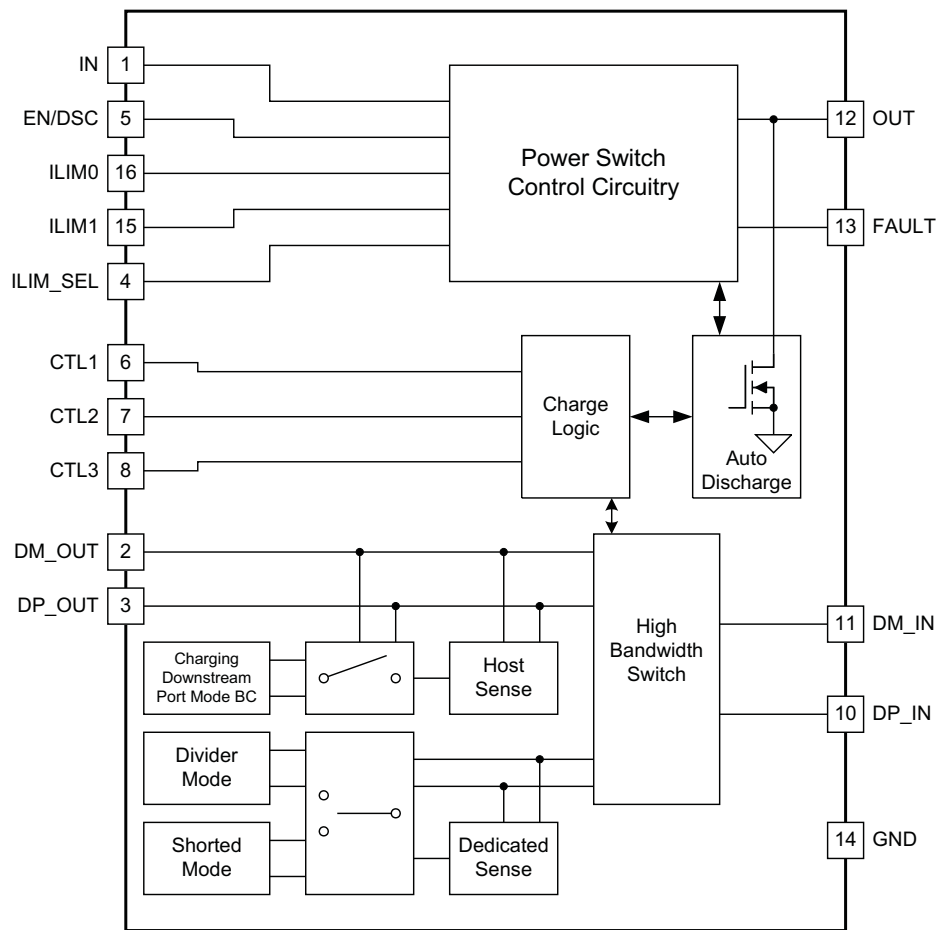 IN
1
EN/DSC
5
ILIM0
16
ILIM1
15
ILIM_SEL
4
Power Switch
Control Circuitry
12
OUT
13
FAULT
CTL1
6
CTL2
7
CTL3
8
Charge
Logic
Auto
Discharge
DM_OUT
2
DP_OUT
3
Charging
Downstream
Port Mode BC
Host
Sense
High
Bandwidth
Switch
11
DM_IN
10
DP_IN
Divider
Mode
Shorted
Mode
Dedicated
Sense
14
GND